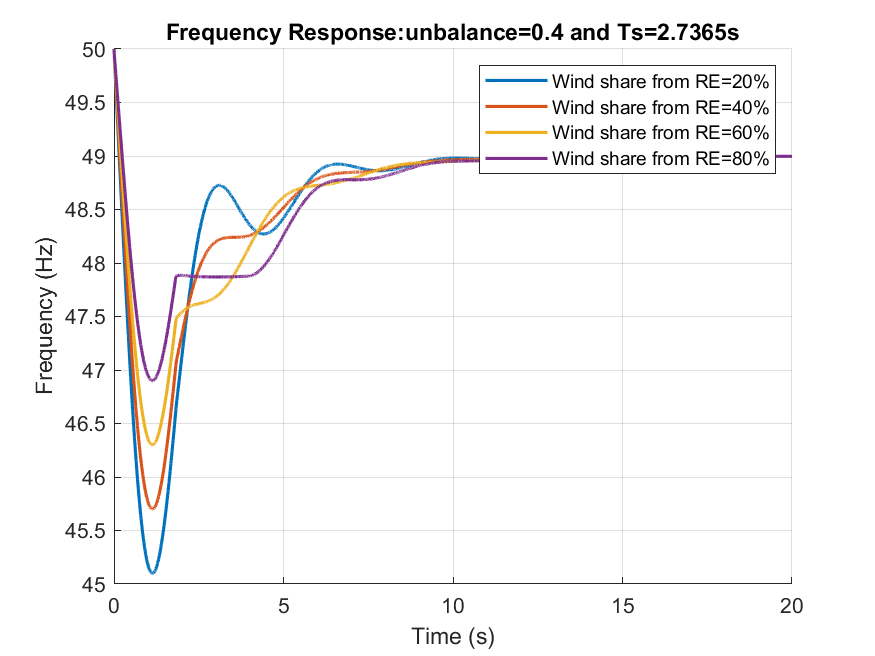 Frequency Response:unbalance=0.4 and Ts=2.7365s
50
49.5
49
48.5
48
47.5
47
46.5
46
45.5
45
Frequency (Hz)
Wind share from RE=20%
Wind share from RE=40%
Wind share from RE=60%
Wind share from RE=80%
0 5 10 15 20
Time (s)